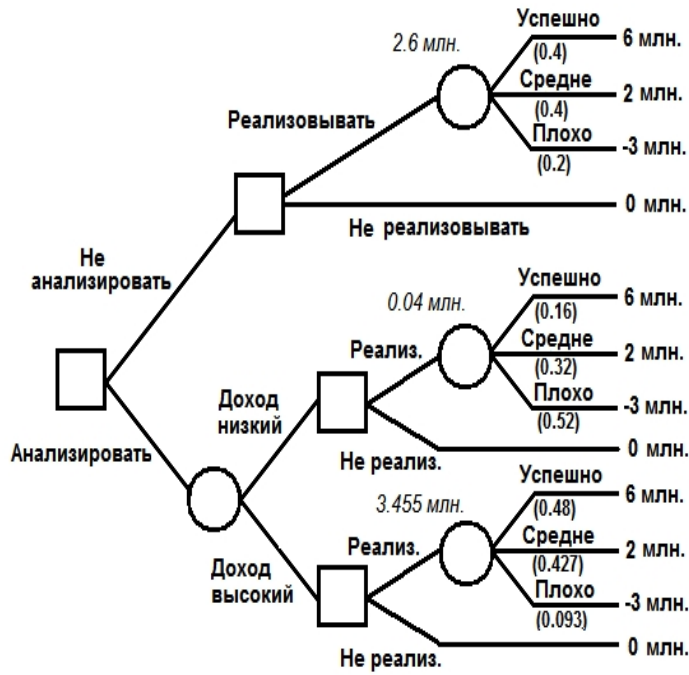 Успешно
2.6 млн.
6 млн.
(0.4)
Средне
2 млн.
(0.4)
Реализовывать
Плохо
-3 млн.
(0.2)
0 млн.
Не реализовывать
Не
анализировать
Успешно
0.04 млн.
6 млн.
(0.16)
Реализ.
Средне
2 млн.
(0.32)
Доход
низкий
Плохо
-3 млн.
(0.52)
Анализировать
0 млн.
Не реализ.
Успешно
3.455 млн.
6 млн.
(0.48)
Реализ.
Средне
2 млн.
(0.427)
Доход
высокий
Плохо
-3 млн.
(0.093)
0 млн.
Не реализ.